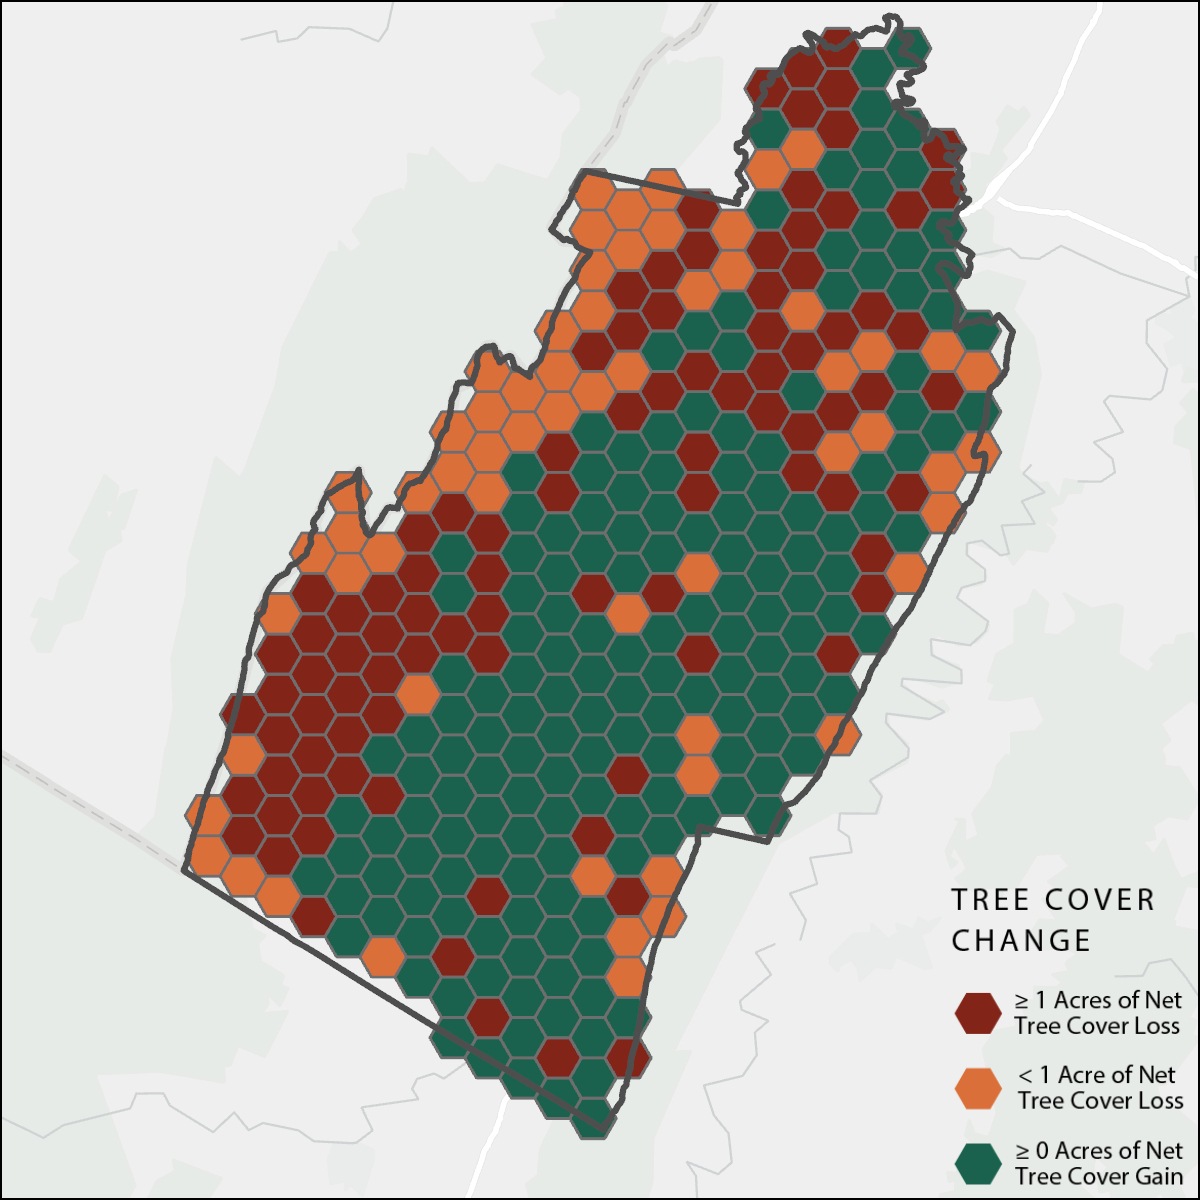 TREE COVER
CHANGE
≥ 1 Acres of Net
Tree Cover Loss
< 1 Acre of Net
Tree Cover Loss
≥ 0 Acres of Net
Tree Cover Gain